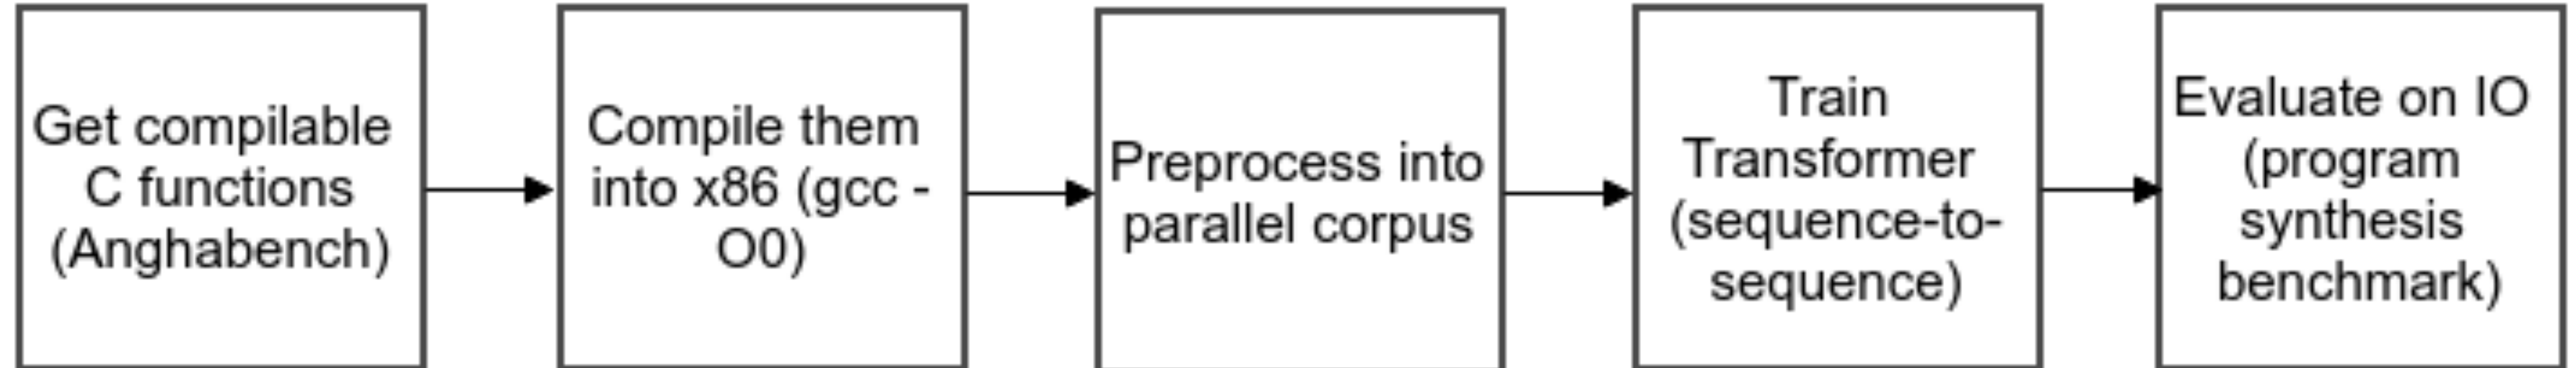 Get compilable
C functions
(Anghabench)
Compile them
into x86 (gcc -
O0)
Preprocess into
parallel corpus
Train
Transformer
(sequence-to-
sequence)
Evaluate on IO
(program
synthesis
benchmark)